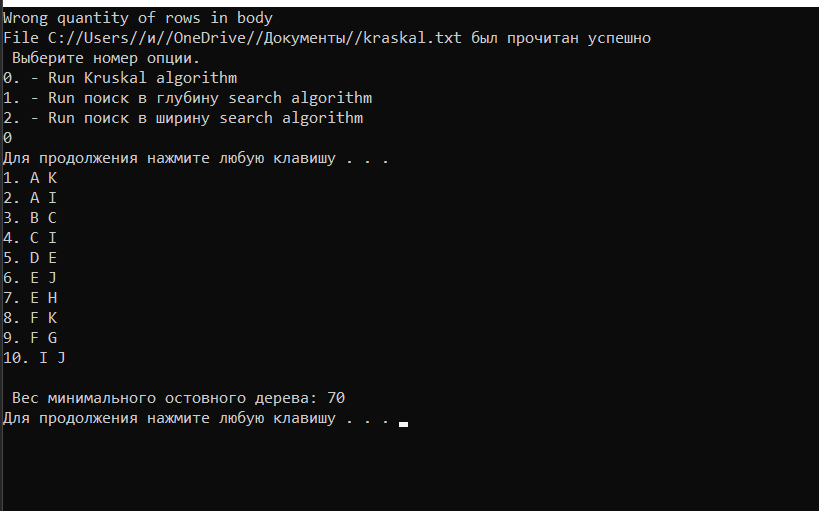 Wrong quantity of rows in body
File C://Users//и//OneDrive//Документы//kraskal.txt был прочитан успешно
Выберите номер опции.
0. - Run Kruskal algorithm
1. - Run поиск в глубину search algorithm
2. - Run поиск в ширину search algorithm
0
Для продолжения нажмите любую клавишу . . .
1. A K
2. A I
3. B C
4. C I
5. D E
6. E J
7. E H
8. F K
9. F G
10. I J
Вес минимального остовного дерева: 70
Для продолжения нажмите любую клавишу . . .